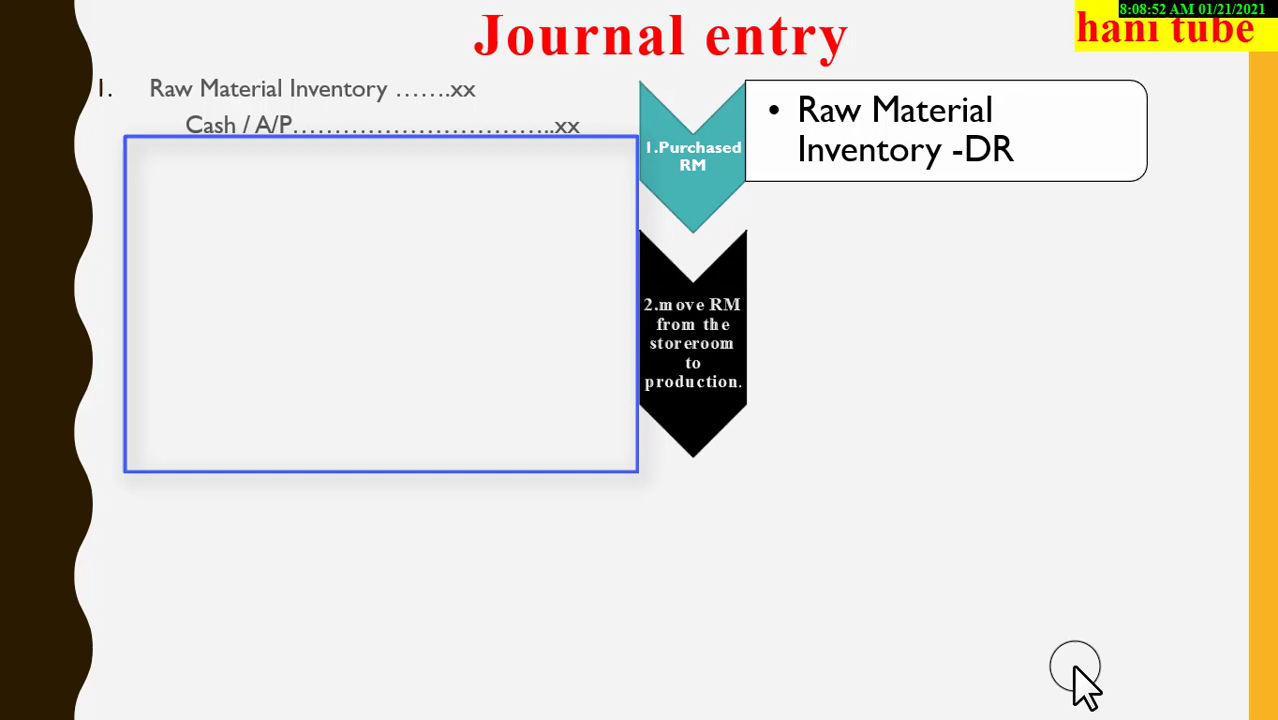 8:08:52 AM 01/21/2021
hani tube
Journal entry
1. Raw Material Inventory …….xx
Cash / A/P…………………………..xx
1.Purchased
RM
• Raw Material
Inventory -DR
2.move RM
from the
storeroom
to
production.